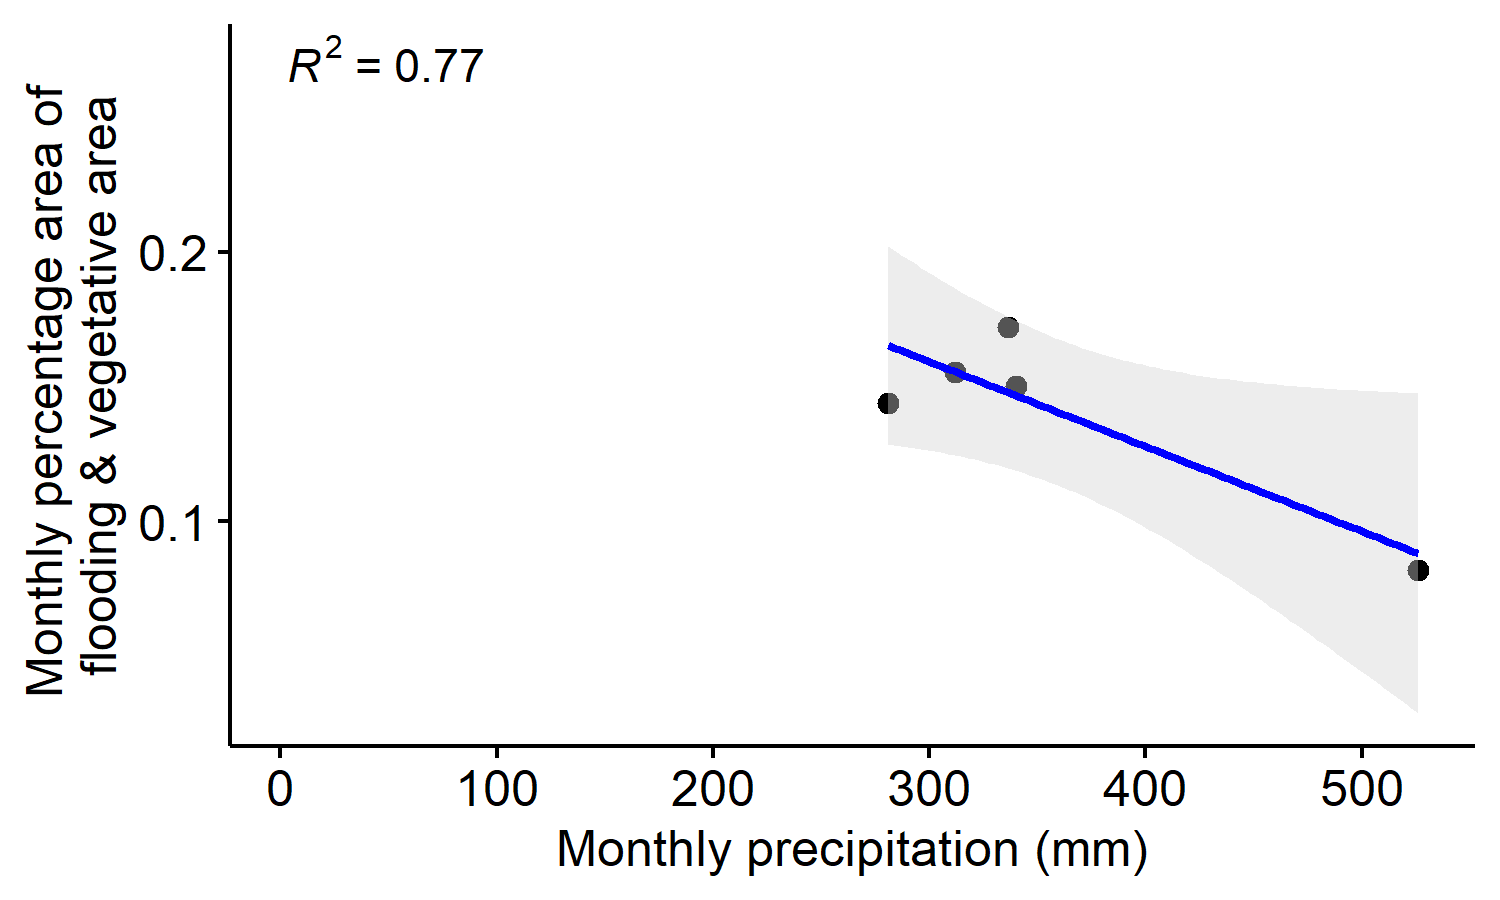 R² = 0.77
Monthly percentage area of
flooding & vegetative area
0.2
0.1
0 100 200 300 400 500
Monthly precipitation (mm)